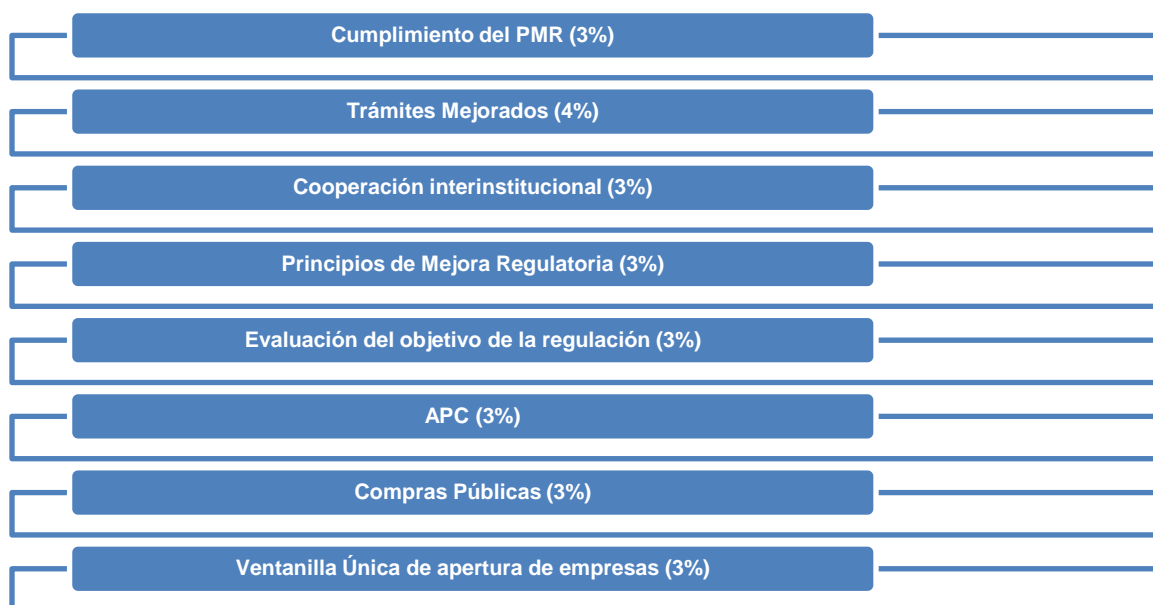 Cumplimiento del PMR (3%)
Trámites Mejorados (4%)
Cooperación interinstitucional (3%)
Principios de Mejora Regulatoria (3%)
Evaluación del objetivo de la regulación (3%)
APC (3%)
Compras Públicas (3%)
Ventanilla Única de apertura de empresas (3%)